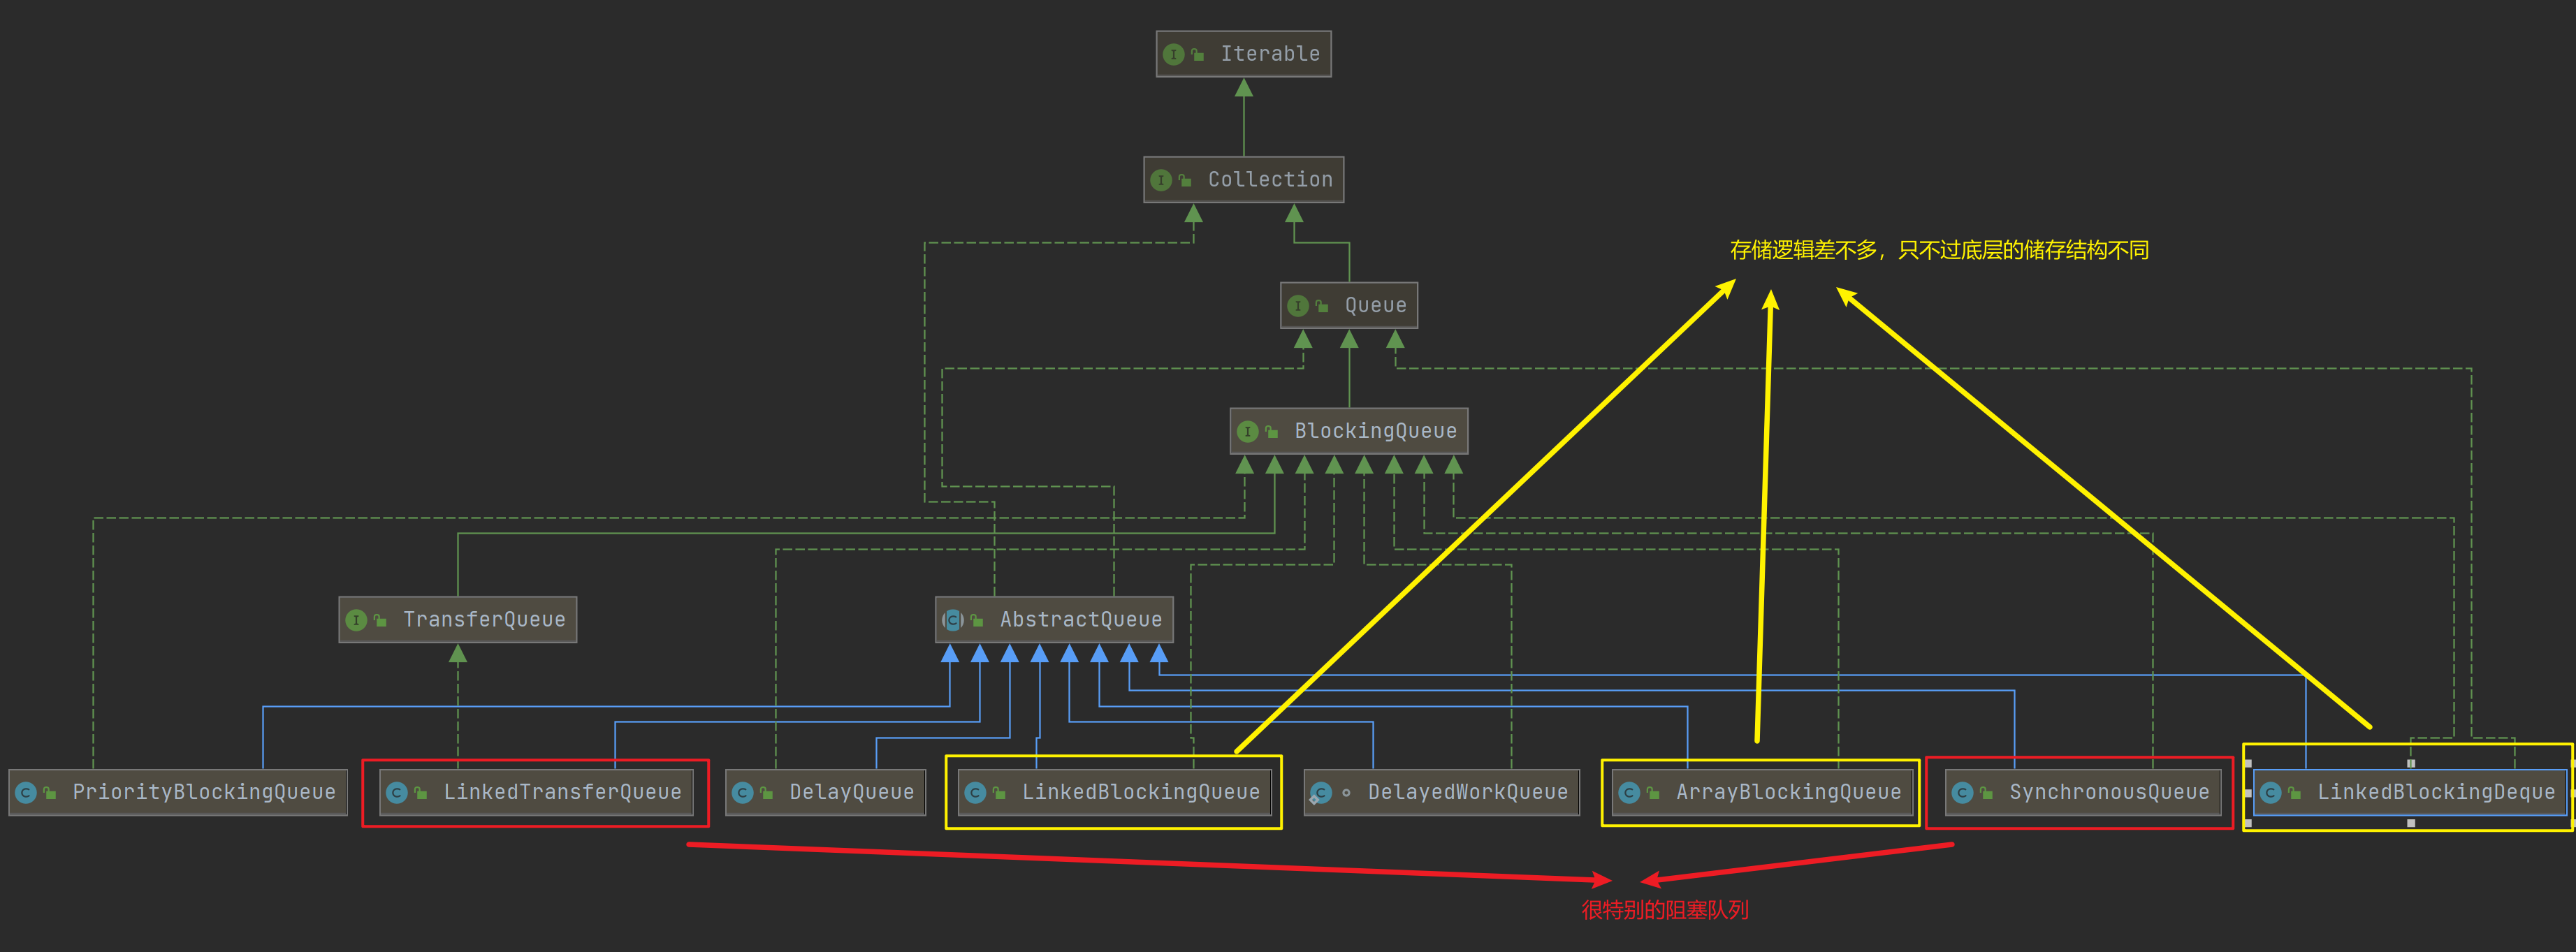 Iterable
Collection
存储逻辑差不多，只不过底层的储存结构不同
Queue
BlockingQueue
TransferQueue
AbstractQueue
PriorityBlockingQueue
LinkedTransferQueue
DelayQueue
LinkedBlockingQueue
DelayedWorkQueue
ArrayBlockingQueue
SynchronousQueue
LinkedBlockingDeque
很特别的阻塞队列